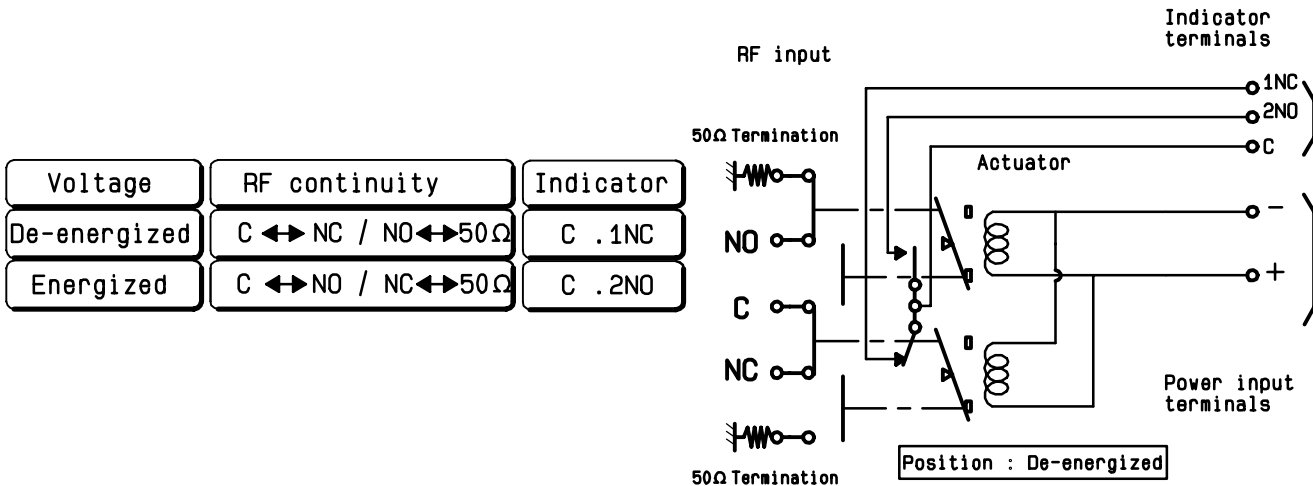 Voltage RF continuity Indicator
De-energized C ↔ NC / NO↔50Ω C .1NC
Energized C ↔ NO / NC↔50Ω C .2NO
Indicator
terminals
RF input
1NC
2NO
C
50Ω Termination
Actuator
NO
-
+
C
NC
Power input
terminals
50Ω Termination
Position : De-energized